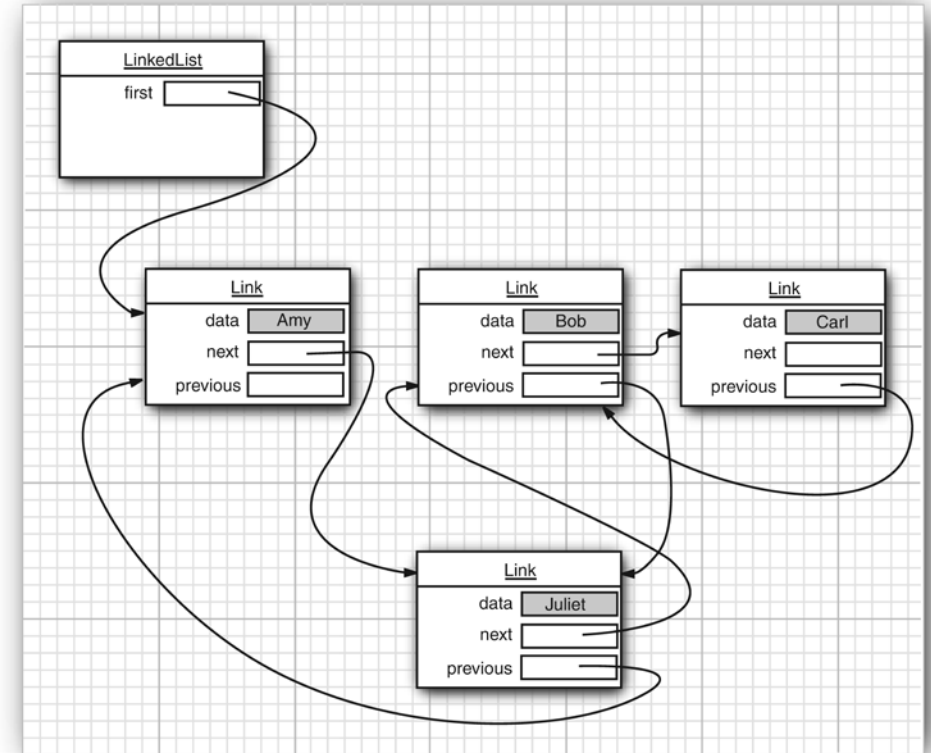 LinkedList
first
Link
data Amy
next
previous
Link
data Bob
next
previous
Link
data Carl
next
previous
Link
data Juliet
next
previous